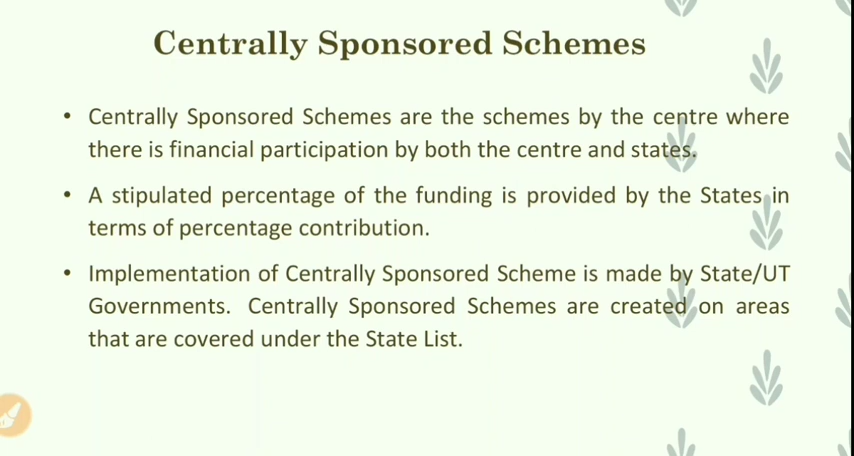 Centrally Sponsored Schemes
• Centrally Sponsored Schemes are the schemes by the centre where
there is financial participation by both the centre and states.
• A stipulated percentage of the funding is provided by the States in
terms of percentage contribution.
• Implementation of Centrally Sponsored Scheme is made by State/UT
Governments. Centrally Sponsored Schemes are created on areas
that are covered under the State List.